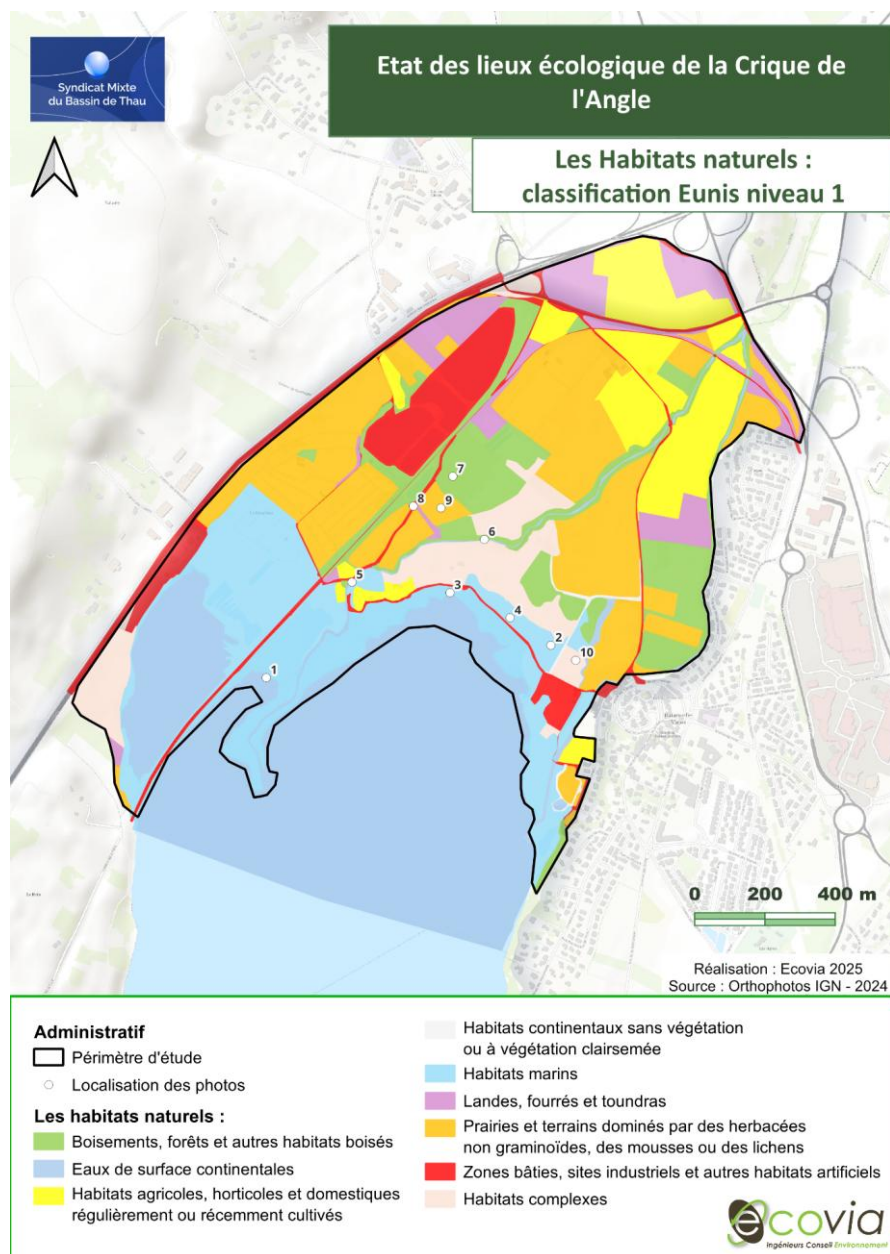 Syndicat Mixte
du Bassin de Thau
Etat des lieux écologique de la Crique de
l'Angle
Les Habitats naturels :
classification Eunis niveau 1
7
8
9
6
5
3
4
2
10
1
0 200 400 m
Réalisation : Ecovia 2025
Source : Orthophotos IGN - 2024
Administratif
Périmètre d'étude
Localisation des photos
Les habitats naturels :
Boisements, forêts et autres habitats boisés
Eaux de surface continentales
Habitats agricoles, horticoles et domestiques
régulièrement ou récemment cultivés
Habitats continentaux sans végétation
ou à végétation clairsemée
Habitats marins
Landes, fourrés et toundras
Prairies et terrains dominés par des herbacées
non graminoïdes, des mousses ou des lichens
Zones bâties, sites industriels et autres habitats artificiels
Habitats complexes
ecovia
Ingénieurs Conseil Environnement